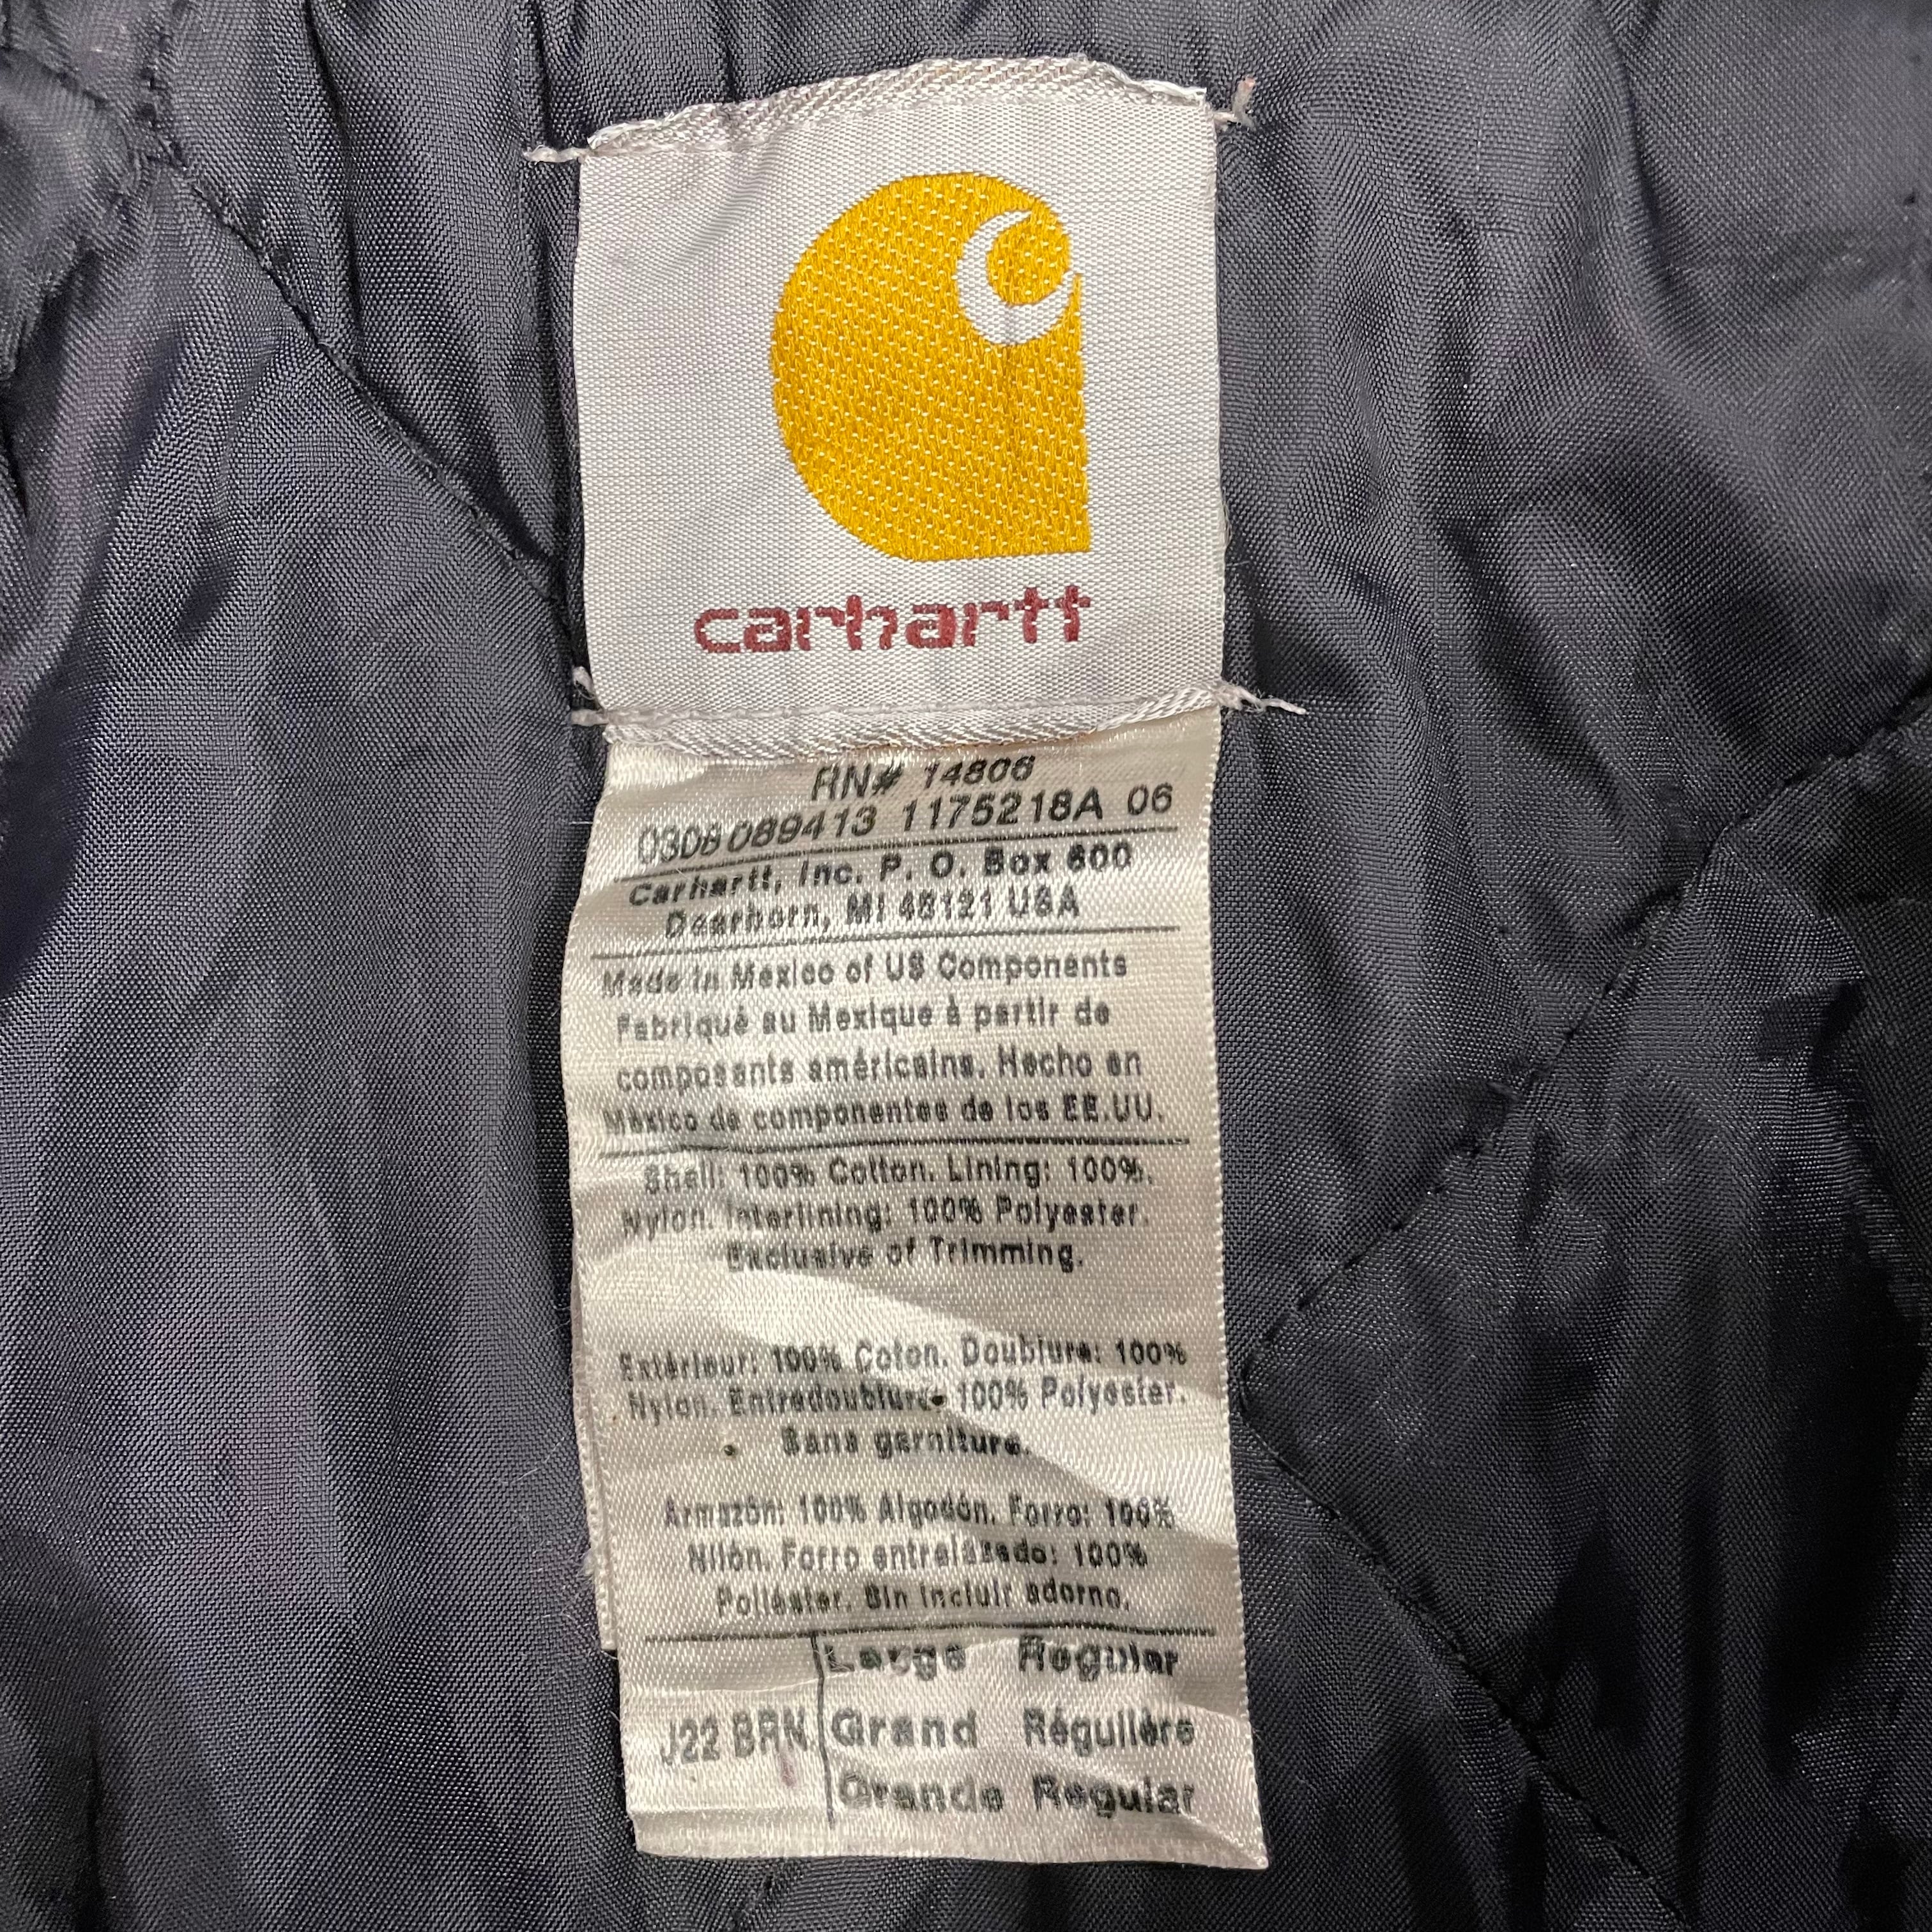 carhartt
RN# 14806
0308 089413 1175218A 06
Carhartt, Inc. P. O. Box 600
Dearborn, MI 48121 USA
Made in Mexico of US Components
Fabriqué au Mexique à partir de
composants américains. Hecho en
México de componentes de los EE.UU.
Shell: 100% Cotton. Lining: 100%.
Nylon. Interlining: 100% Polyester.
Exclusive of Trimming.
Extérieur: 100% Coton. Doublure: 100%
Nylon. Entredoublure: 100% Polyester.
Sans garniture.
Armazón: 100% Algodón. Forro: 100%
Nilón. Forro entrelazado: 100%
Poliéster. Sin incluir adorno.
Large Regular
J22 BRN Grand Régulière
Grande Regular